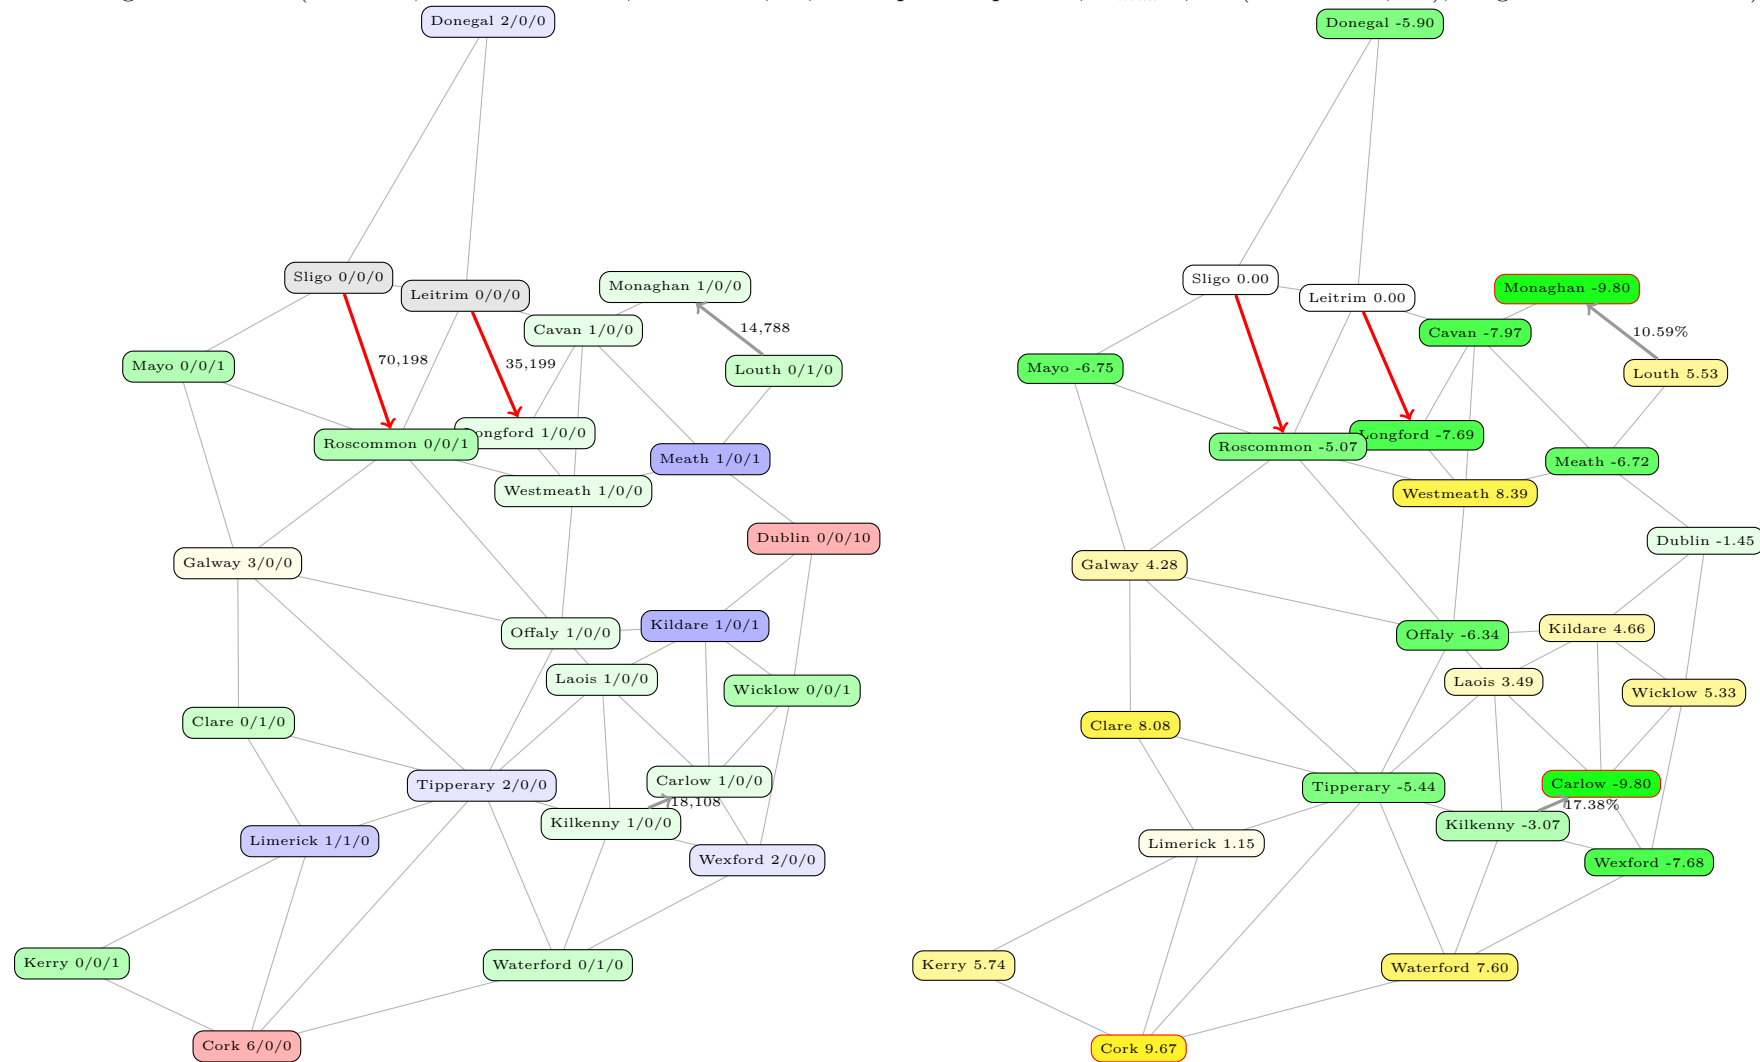 Donegal 2/0/0
Sligo 0/0/0
Leitrim 0/0/0
Monaghan 1/0/0
Cavan 1/0/0
14,788
Mayo 0/0/1
70,198
35,199
Louth 0/1/0
Roscommon 0/0/1
ongford 1/0/0
Meath 1/0/1
Westmeath 1/0/0
Dublin 0/0/10
Galway 3/0/0
Offaly 1/0/0
Kildare 1/0/1
Laois 1/0/0
Wicklow 0/0/1
Clare 0/1/0
Tipperary 2/0/0
Carlow 1/0/0
18,108
Kilkenny 1/0/0
Limerick 1/1/0
Wexford 2/0/0
Kerry 0/0/1
Waterford 0/1/0
Cork 6/0/0
Donegal -5.90
Sligo 0.00
Leitrim 0.00
Monaghan -9.80
Cavan -7.97
10.59%
Mayo -6.75
Louth 5.53
Roscommon -5.07
Longford -7.69
Meath -6.72
Westmeath 8.39
Dublin -1.45
Galway 4.28
Offaly -6.34
Kildare 4.66
Laois 3.49
Wicklow 5.33
Clare 8.08
Tipperary -5.44
Carlow -9.80
17.38%
Kilkenny -3.07
Limerick 1.15
Wexford -7.68
Kerry 5.74
Waterford 7.60
Cork 9.67